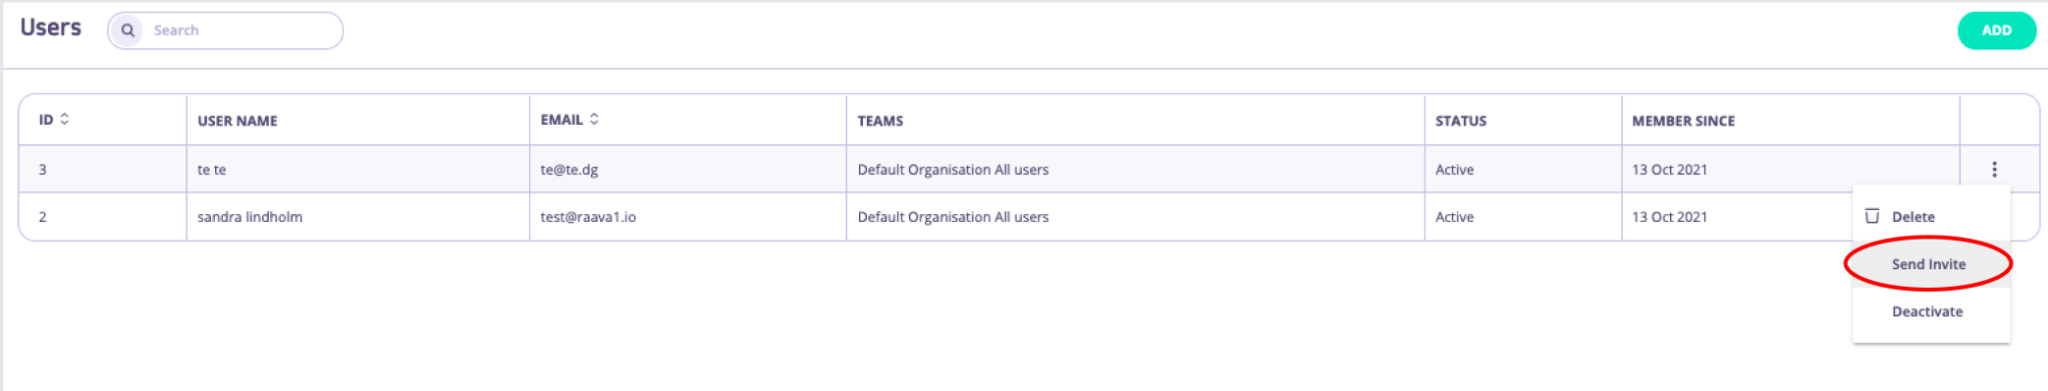 Users Search ADD
ID USER NAME EMAIL TEAMS STATUS MEMBER SINCE
3 te te te@te.dg Default Organisation All users Active 13 Oct 2021
2 sandra lindholm test@raava1.io Default Organisation All users Active 13 Oct 2021 Delete
Send Invite
Deactivate